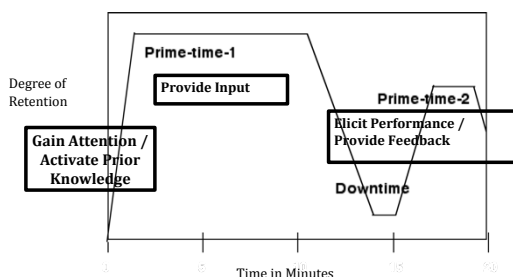 Prime-time-1
Degree of
Retention
Provide Input
Prime-time-2
Elicit Performance /
Provide Feedback
Gain Attention /
Activate Prior
Knowledge
Downtime
Time in Minutes